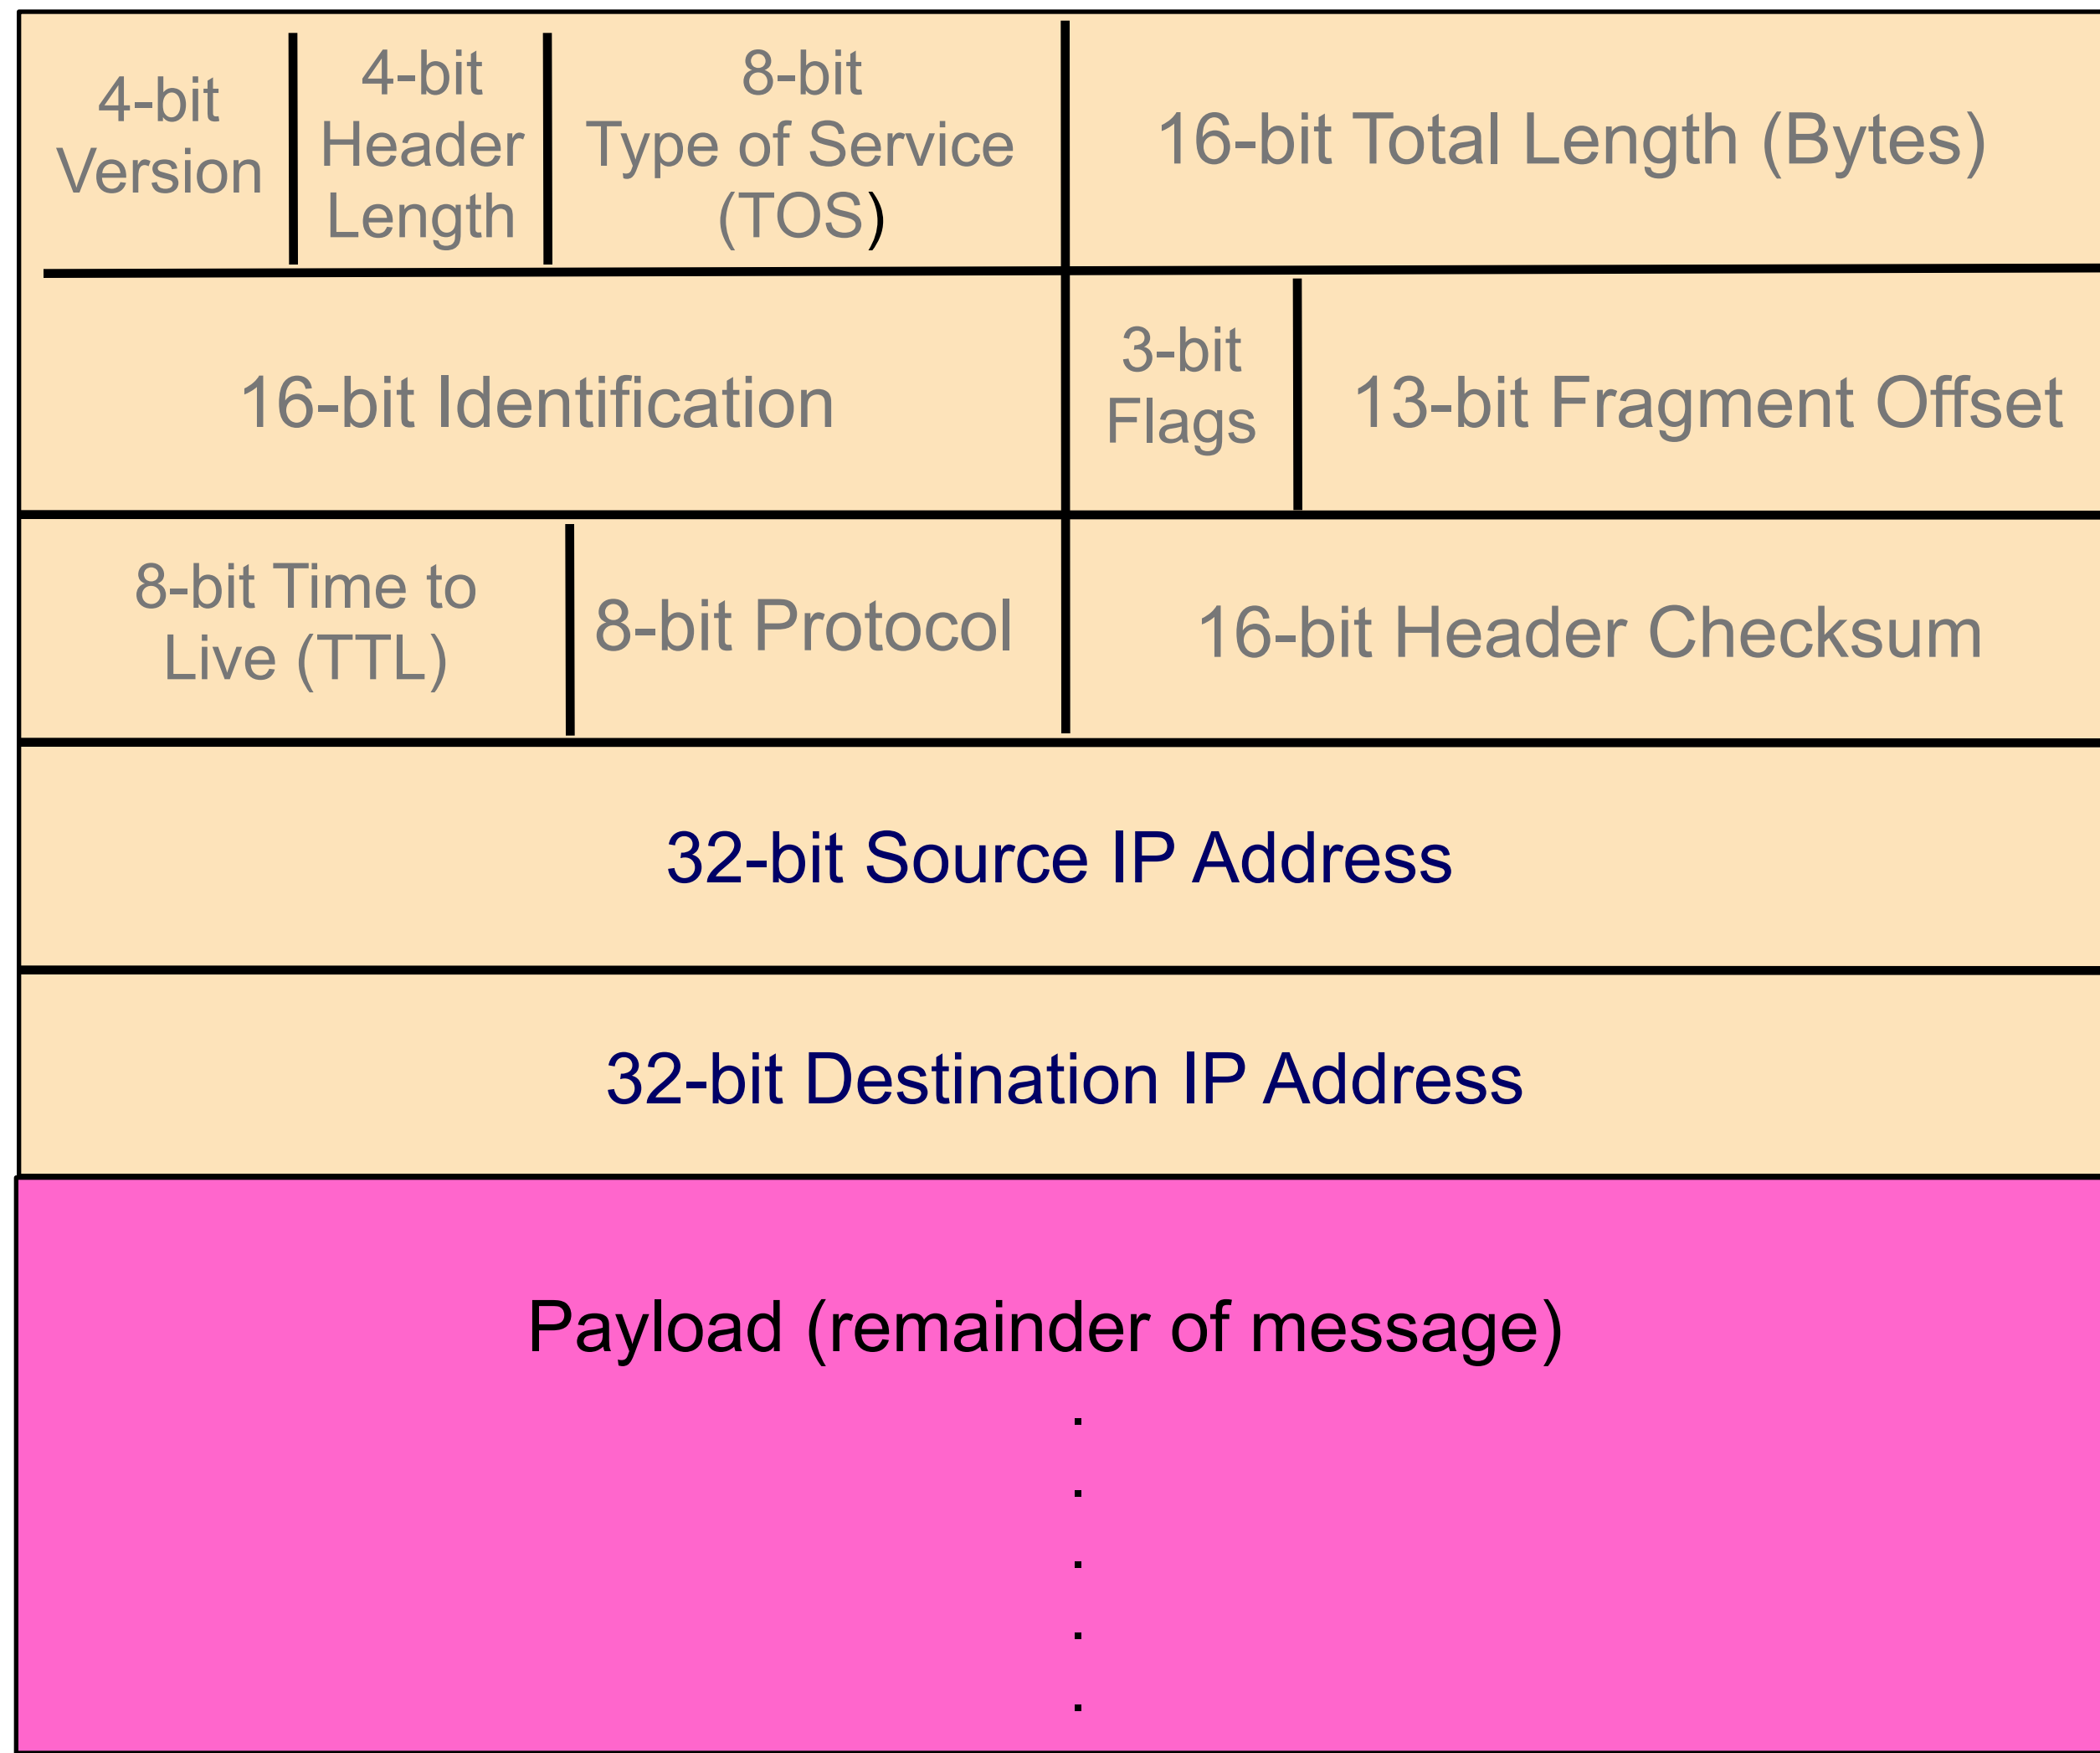 4-bit
Version
4-bit
Header
Length
8-bit
Type of Service
(TOS)
16-bit Total Length (Bytes)
16-bit Identification
3-bit
Flags
13-bit Fragment Offset
8-bit Time to
Live (TTL)
8-bit Protocol
16-bit Header Checksum
32-bit Source IP Address
32-bit Destination IP Address
Payload (remainder of message)
.
.
.
.
.